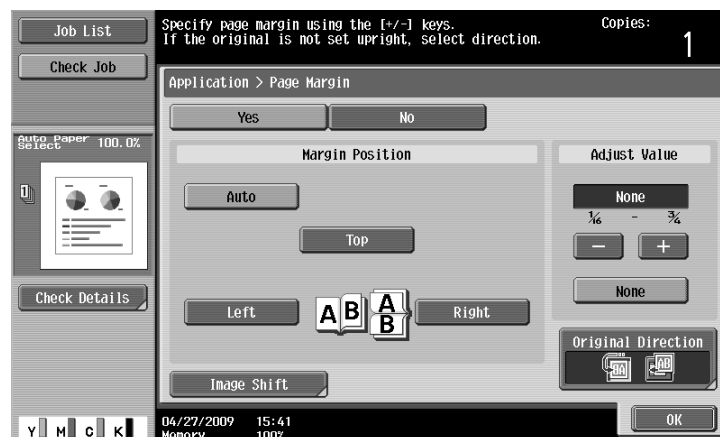 Job List
Check Job
Specify page margin using the [+/-] keys.
If the original is not set upright, select direction.
Copies:
1
Application > Page Margin
Yes
No
Auto Paper
Select
100.0%
1
Check Details
Margin Position
Auto
Top
Left
A B
A
B
Right
Image Shift
Adjust Value
None
1/16 - 3/4
− +
None
Original Direction
AB
AB
OK
04/27/2009 15:41
Memory 100%
Y M C K